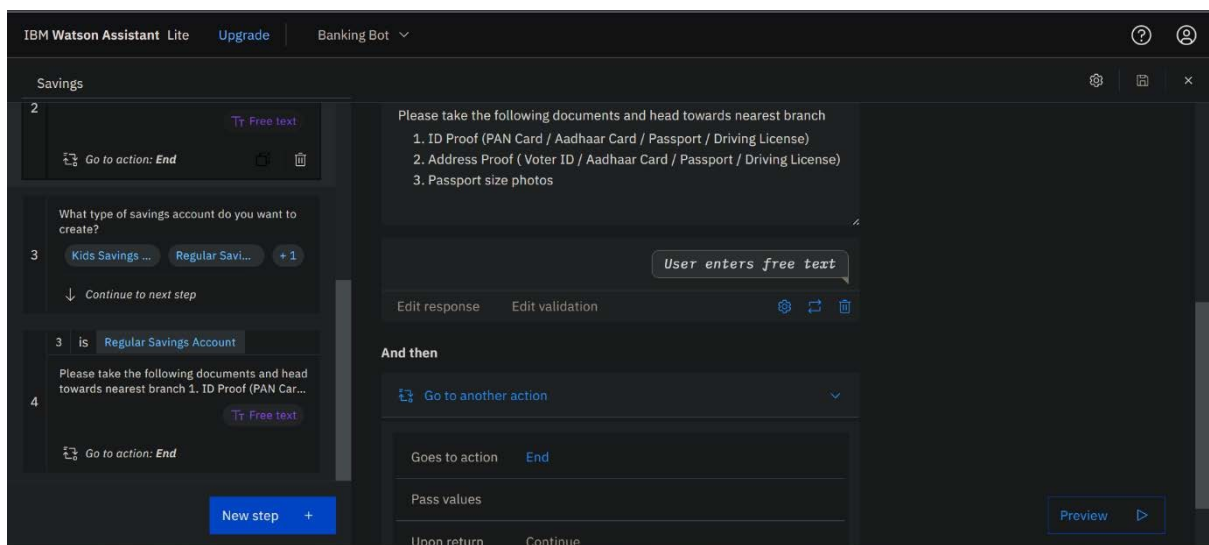 IBM Watson Assistant Lite Upgrade Banking Bot
Savings
2
Free text
Go to action: End
What type of savings account do you want to
create?
3
Kids Savings ... Regular Savi... + 1
Continue to next step
3 is Regular Savings Account
Please take the following documents and head
towards nearest branch 1. ID Proof (PAN Car...
4
Free text
Go to action: End
New step +
Please take the following documents and head towards nearest branch
1. ID Proof (PAN Card / Aadhaar Card / Passport / Driving License)
2. Address Proof ( Voter ID / Aadhaar Card / Passport / Driving License)
3. Passport size photos
User enters free text
Edit response Edit validation
And then
Go to another action
Goes to action End
Pass values
Upon return Continue
Preview